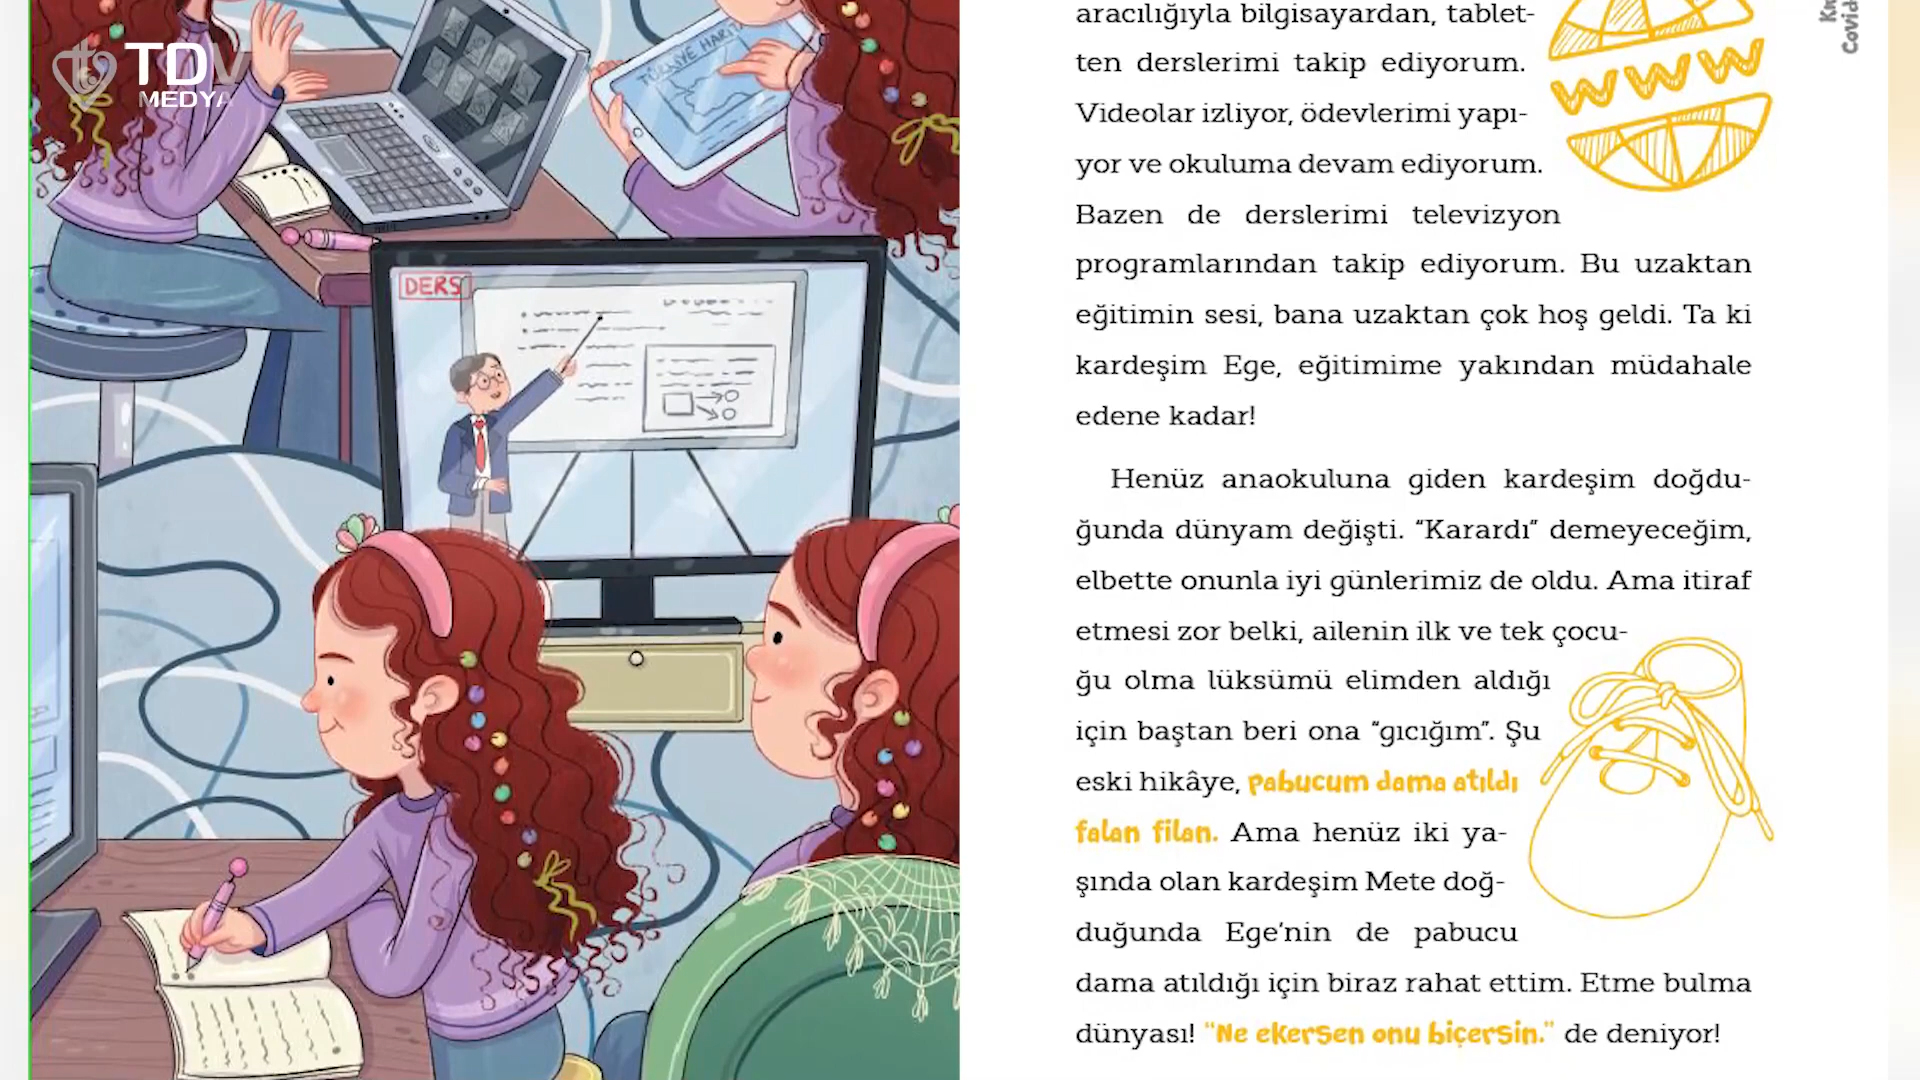 TDV
MEDYA
TÜRKİYE
DERS
aracılığıyla bilgisayardan, tablet-
ten derslerimi takip ediyorum.
Videolar izliyor, ödevlerimi yapı-
yor ve okuluma devam ediyorum.
Bazen de derslerimi televizyon
programlarından takip ediyorum. Bu uzaktan
eğitimin sesi, bana uzaktan çok hoş geldi. Ta ki
kardeşim Ege, eğitimime yakından müdahale
edene kadar!
www
Henüz anaokuluna giden kardeşim doğdu-
ğunda dünyam değişti. “Karardı” demeyeceğim,
elbette onunla iyi günlerimiz de oldu. Ama itiraf
etmesi zor belki, ailenin ilk ve tek çocu-
ğu olma lüksümü elimden aldığı
için baştan beri ona “gıcığım”. Şu
eski hikâye, pabucum dama atıldı
falan filan. Ama henüz iki ya-
şında olan kardeşim Mete doğ-
duğunda Ege’nin de pabucu
dama atıldığı için biraz rahat ettim. Etme bulma
dünyası! “Ne ekersen onu biçersin.” de deniyor!
Covid